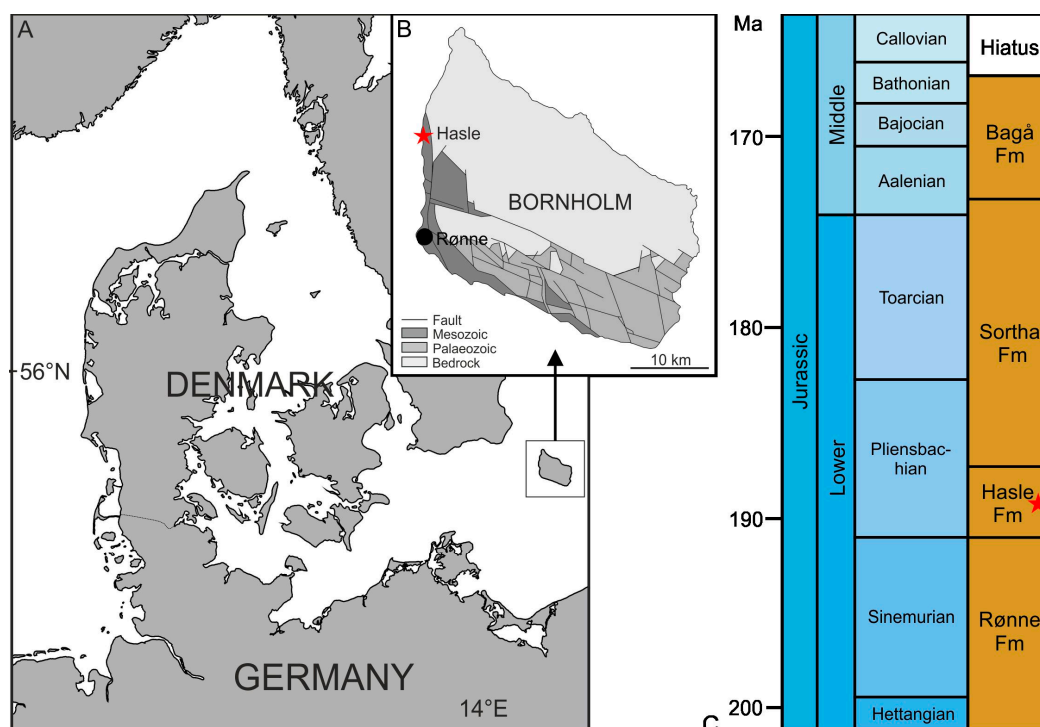 A
56°N
DENMARK
GERMANY
14°E
B
Hasle
BORNHOLM
Rønne
Fault
Mesozoic
Palaeozoic
Bedrock
10 km
C
Ma
170
180
190
200
Jurassic
Middle
Lower
Callovian
Bathonian
Bajocian
Aalenian
Toarcian
Pliensbac-
hian
Sinemurian
Hettangian
Hiatus
Bagå
Fm
Sortha
Fm
Hasle
Fm
Rønne
Fm